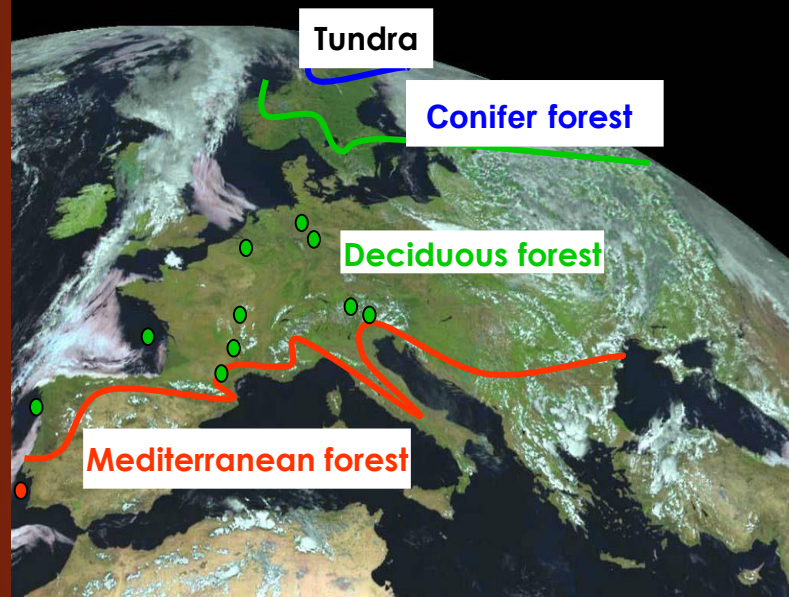 Tundra
Conifer forest
Deciduous forest
Mediterranean forest